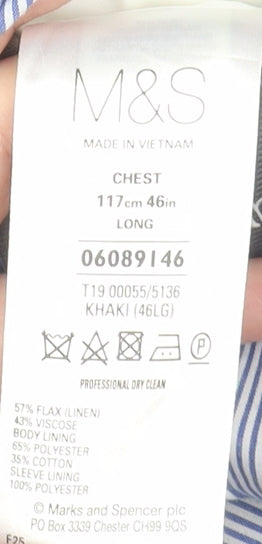 M&S
MADE IN VIETNAM
CHEST
117cm 46in
LONG
06089146
T19 00055/5136
KHAKI (46LG)
P
PROFESSIONAL DRY CLEAN
57% FLAX (LINEN)
43% VISCOSE
BODY LINING
65% POLYESTER
35% COTTON
SLEEVE LINING
100% POLYESTER
© Marks and Spencer plc
PO Box 3339 Chester CH99 9QS
F25